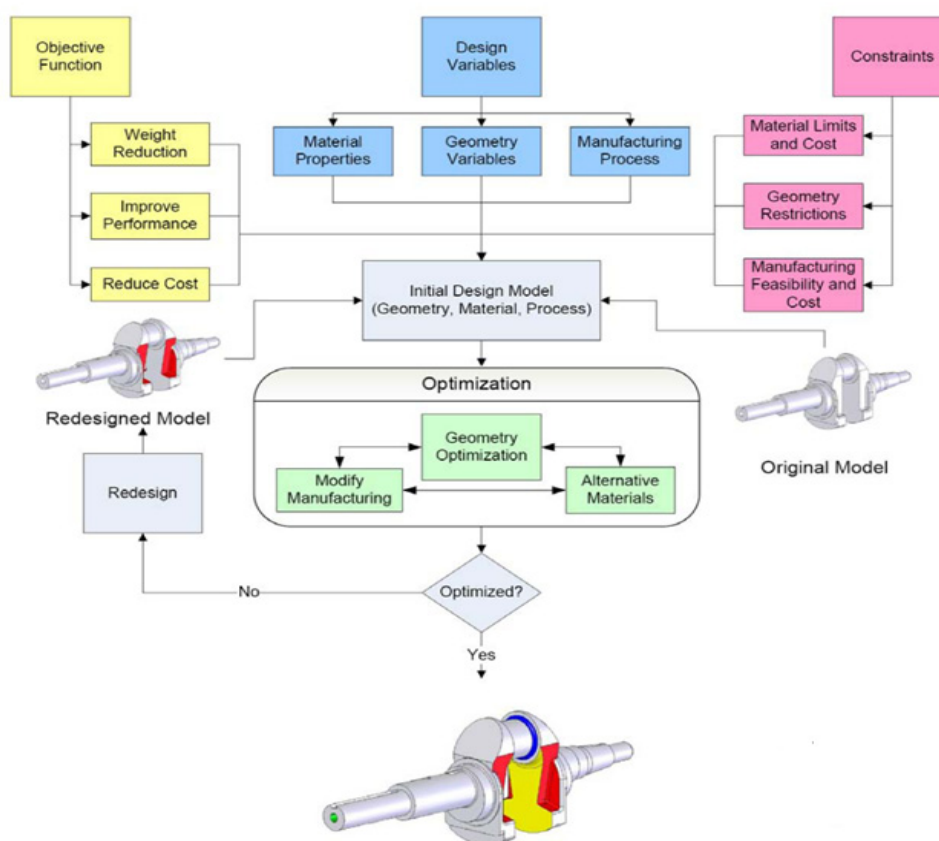 Objective
Function
Design
Variables
Constraints
Weight
Reduction
Improve
Performance
Reduce Cost
Material
Properties
Geometry
Variables
Manufacturing
Process
Material Limits
and Cost
Geometry
Restrictions
Manufacturing
Feasibility and
Cost
Initial Design Model
(Geometry, Material, Process)
Redesigned Model
Original Model
Optimization
Geometry
Optimization
Modify
Manufacturing
Alternative
Materials
Redesign
No
Optimized?
Yes